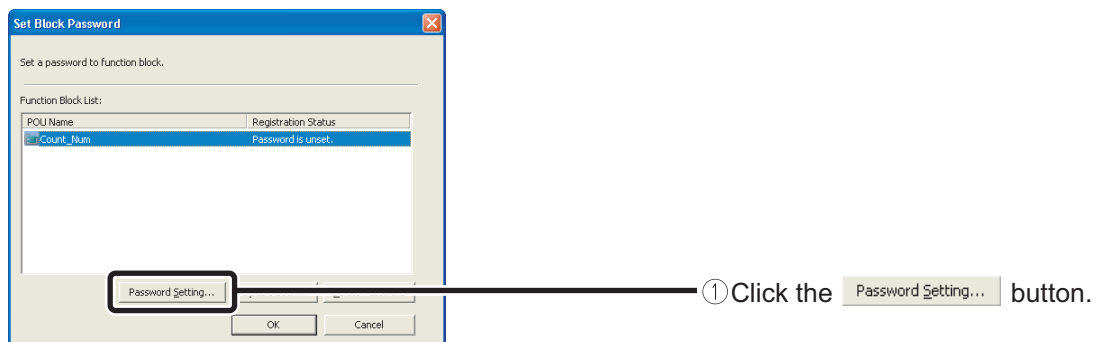 Set Block Password
Set a password to function block.
Function Block List:
POU Name Registration Status
Count_Num Password is unset.
Password Setting...
OK Cancel
①Click the Password Setting... button.